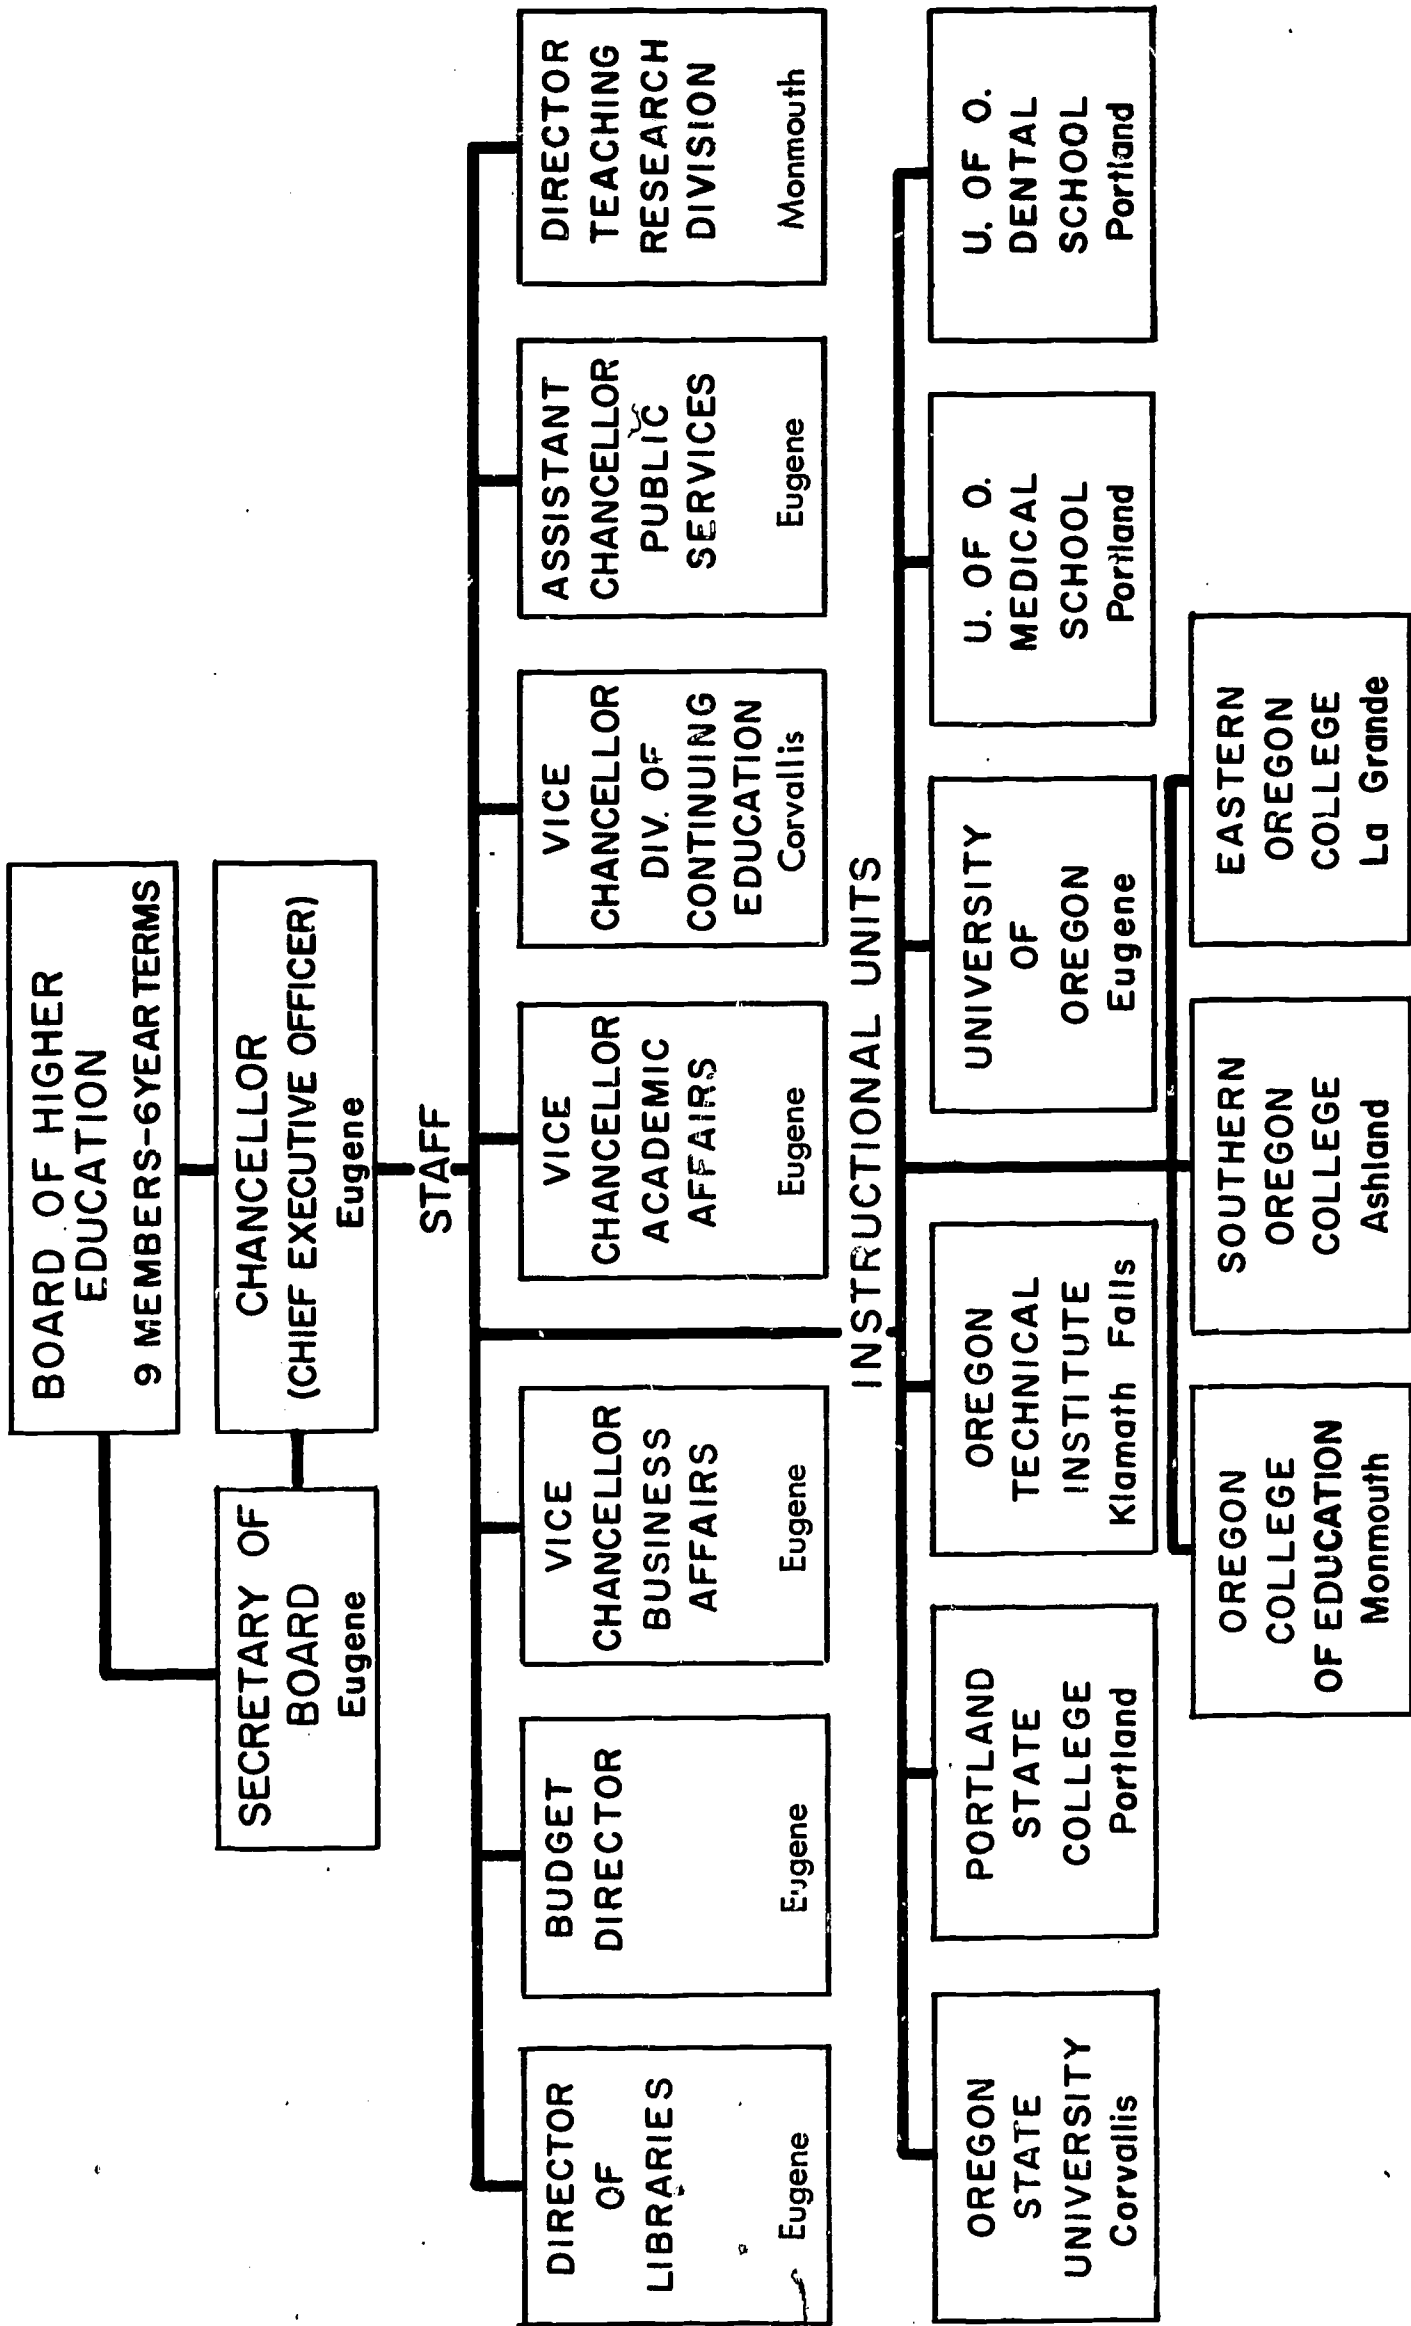 BOARD OF HIGHER
EDUCATION
9 MEMBERS-6YEAR TERMS
SECRETARY OF
BOARD
Eugene
CHANCELLOR
(CHIEF EXECUTIVE OFFICER)
Eugene
STAFF
DIRECTOR
OF
LIBRARIES
Eugene
BUDGET
DIRECTOR
Eugene
VICE
CHANCELLOR
BUSINESS
AFFAIRS
Eugene
VICE
CHANCELLOR
ACADEMIC
AFFAIRS
Eugene
VICE
CHANCELLOR
DIV. OF
CONTINUING
EDUCATION
Corvallis
ASSISTANT
CHANCELLOR
PUBLIC
SERVICES
Eugene
DIRECTOR
TEACHING
RESEARCH
DIVISION
Monmouth
INSTRUCTIONAL UNITS
OREGON
STATE
UNIVERSITY
Corvallis
PORTLAND
STATE
COLLEGE
Portland
OREGON
TECHNICAL
INSTITUTE
Klamath Falls
UNIVERSITY
OF
OREGON
Eugene
U. OF O.
MEDICAL
SCHOOL
Portland
U. OF O.
DENTAL
SCHOOL
Portland
OREGON
COLLEGE
OF EDUCATION
Monmouth
SOUTHERN
OREGON
COLLEGE
Ashland
EASTERN
OREGON
COLLEGE
La Grande